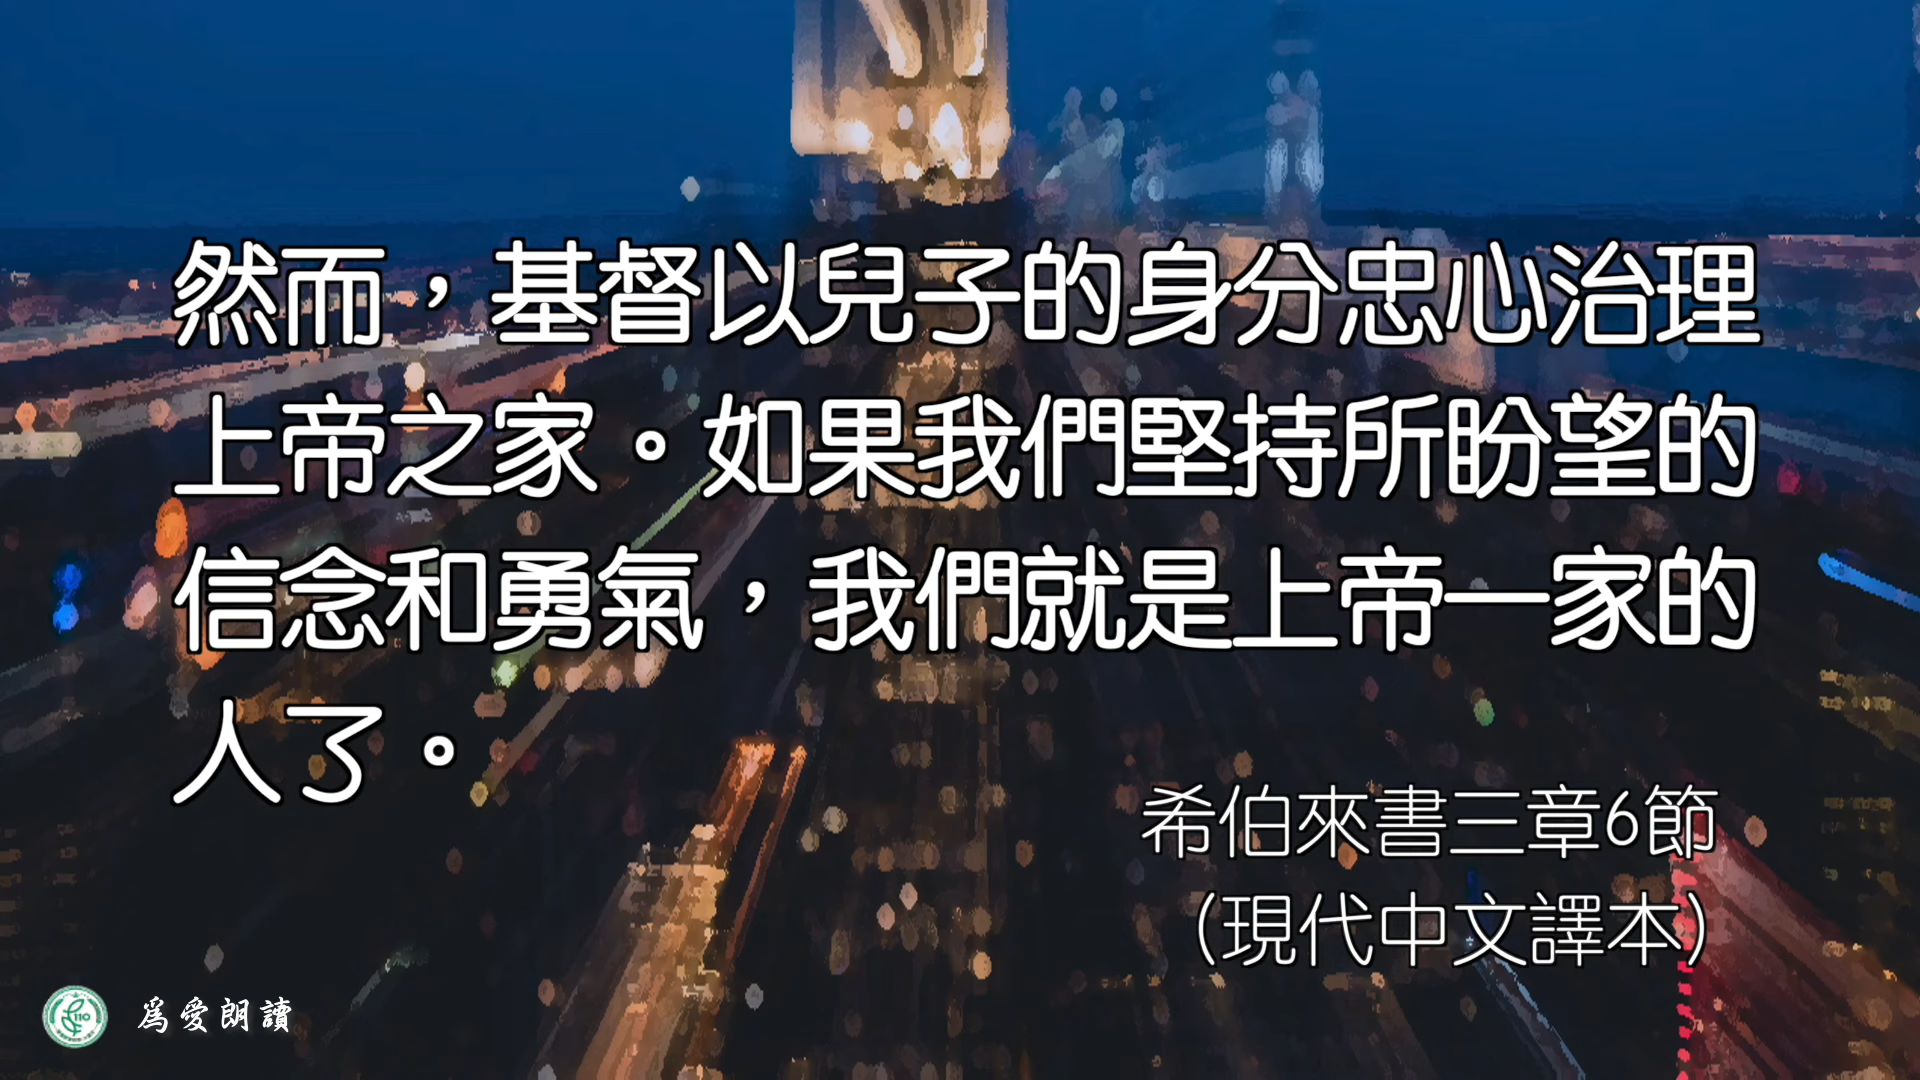 然而，基督以兒子的身分忠心治理
上帝之家。如果我們堅持所盼望的
信念和勇氣，我們就是上帝一家的
人了。
希伯來書三章6節
（現代中文譯本）
110
為愛朗讀